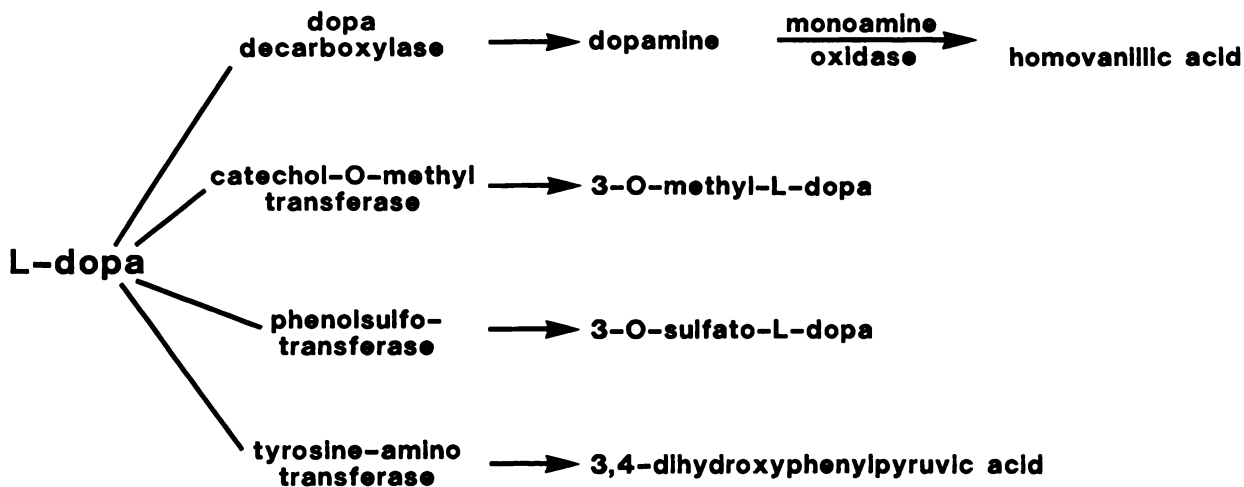 dopa
decarboxylase
dopamine
monoamine
oxidase
homovanillic acid
catechol-O-methyl
transferase
3-O-methyl-L-dopa
L-dopa
phenolsulfo-
transferase
3-O-sulfato-L-dopa
tyrosine-amino
transferase
3,4-dihydroxyphenylpyruvic acid